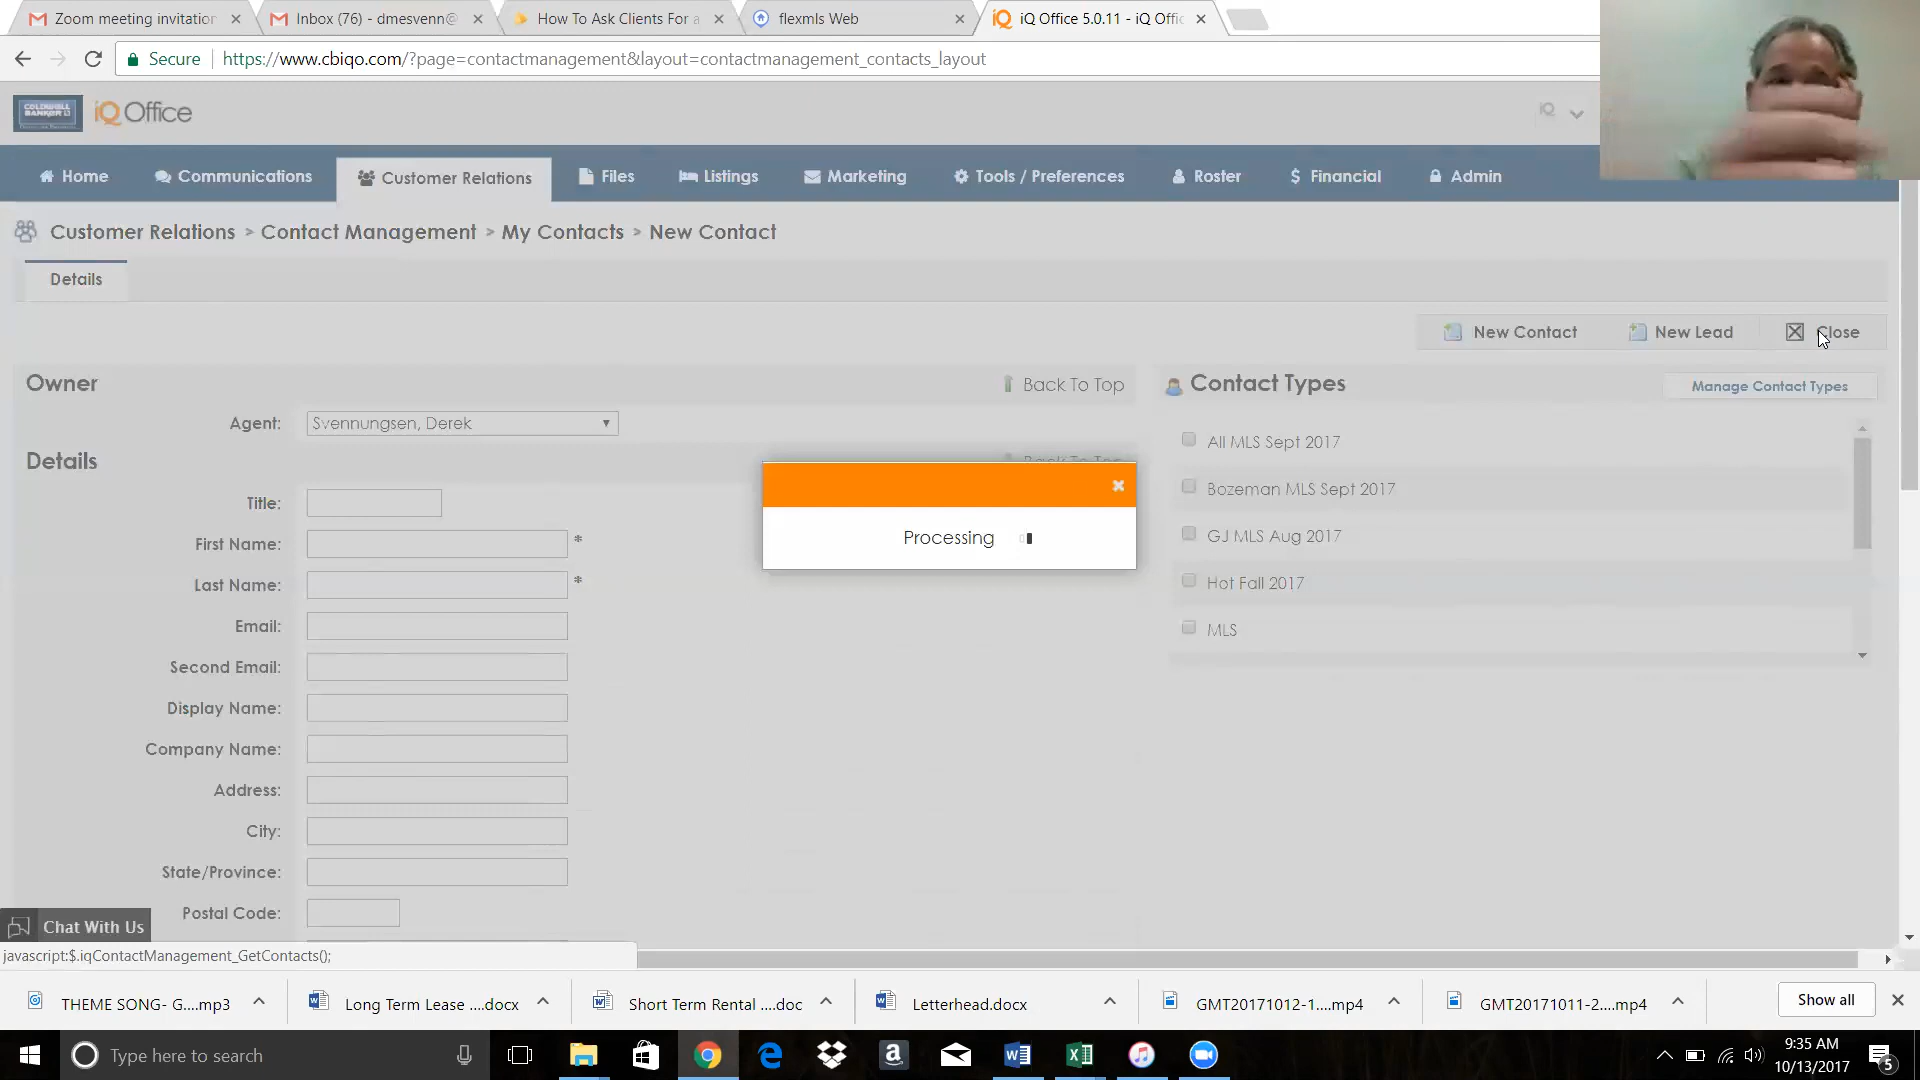 Zoom meeting invitation
Inbox (76) - dmesvenn@
How To Ask Clients For a
flexmls Web
iQ Office 5.0.11 - iQ Offic
Secure
https://www.cbiqo.com/?page=contactmanagement&layout=contactmanagement_contacts_layout
COLDWELL BANKER
iQ Office
iQ
Home
Communications
Customer Relations
Files
Listings
Marketing
Tools / Preferences
Roster
Financial
Admin
Customer Relations > Contact Management > My Contacts > New Contact
Details
New Contact
New Lead
Close
Owner
Back To Top
Contact Types
Manage Contact Types
Agent:
Svennungsen, Derek
All MLS Sept 2017
Details
Back To Top
Bozeman MLS Sept 2017
Title:
First Name: *
Processing
GJ MLS Aug 2017
Last Name: *
Hot Fall 2017
Email:
MLS
Second Email:
Display Name:
Company Name:
Address:
City:
State/Province:
Postal Code:
Chat With Us
javascript:$.iqContactManagement_GetContacts();
THEME SONG- G....mp3
Long Term Lease ....docx
Short Term Rental ....doc
Letterhead.docx
GMT20171012-1....mp4
GMT20171011-2....mp4
Show all
Type here to search
9:35 AM
10/13/2017
5